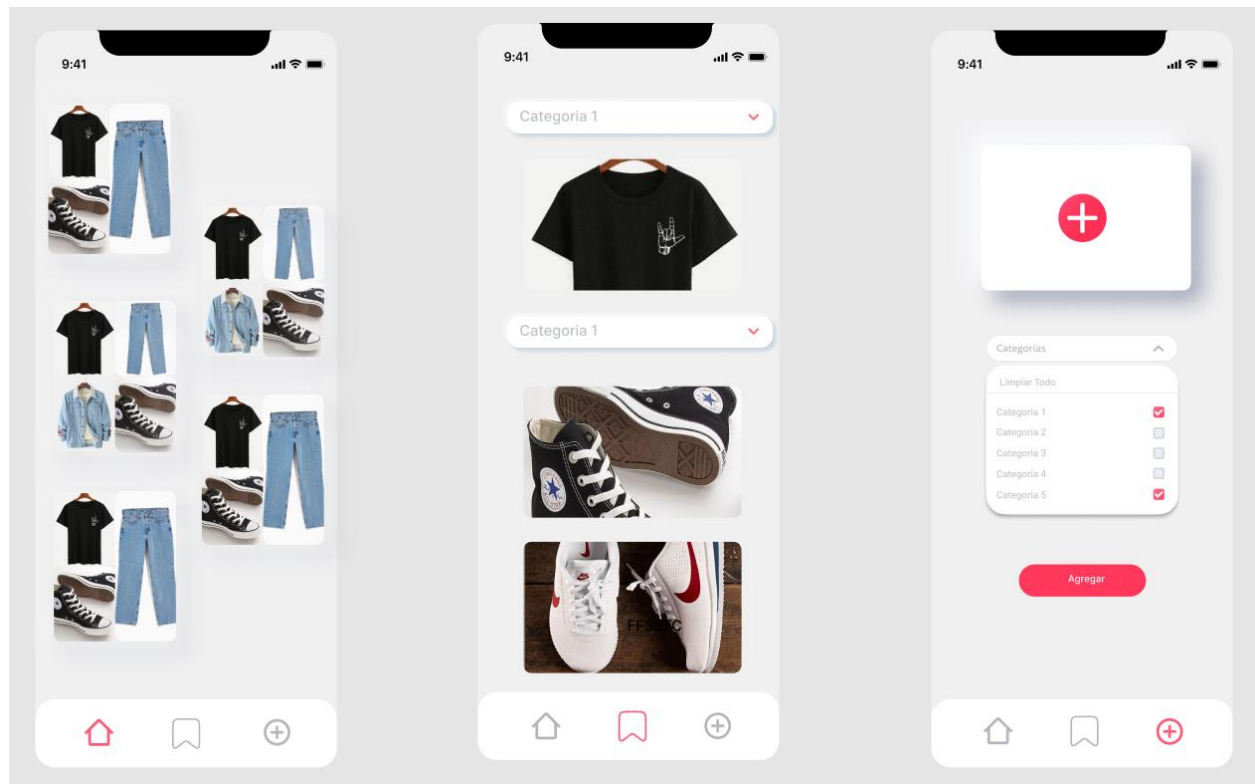 9:41
9:41
Categoria 1
Categoria 1
FF385C
9:41
Categorías
Limpiar Todo
Categoria 1
Categoria 2
Categoria 3
Categoria 4
Categoria 5
Agregar